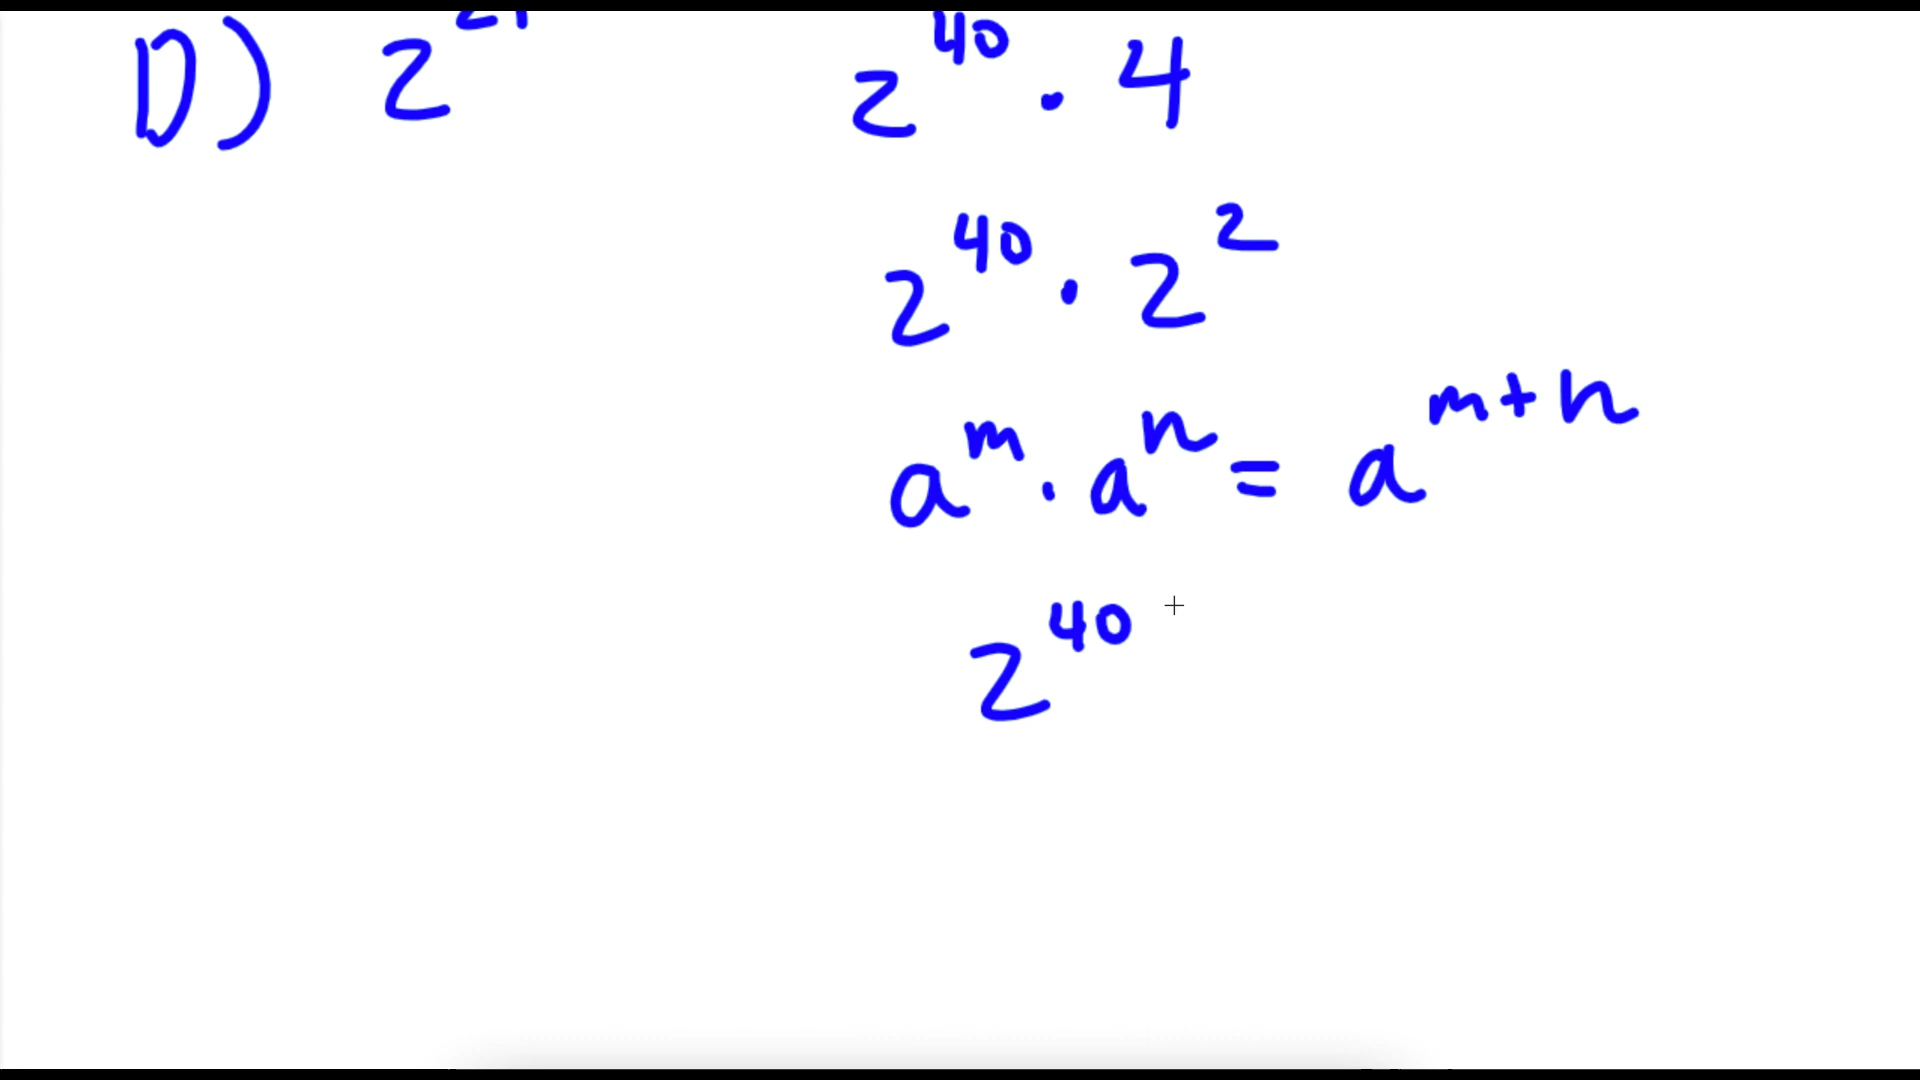 D) 2
2^40 · 4
2^40 · 2^2
a^m · a^n = a^m+n
2^40